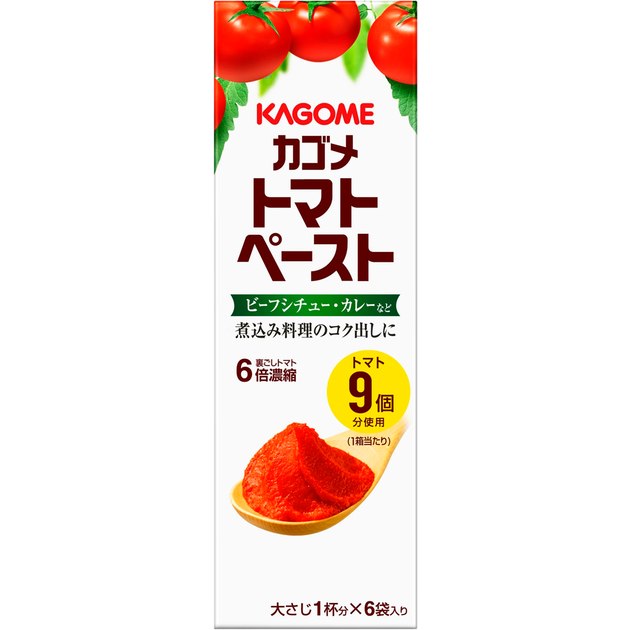 KAGOME
カゴメ
トマト
ペースト
ビーフシチュー・カレーなど
煮込み料理のコク出しに
裏ごしトマト
6倍濃縮
トマト
9個
分使用
(1箱当たり)
大さじ1杯分×6袋入り